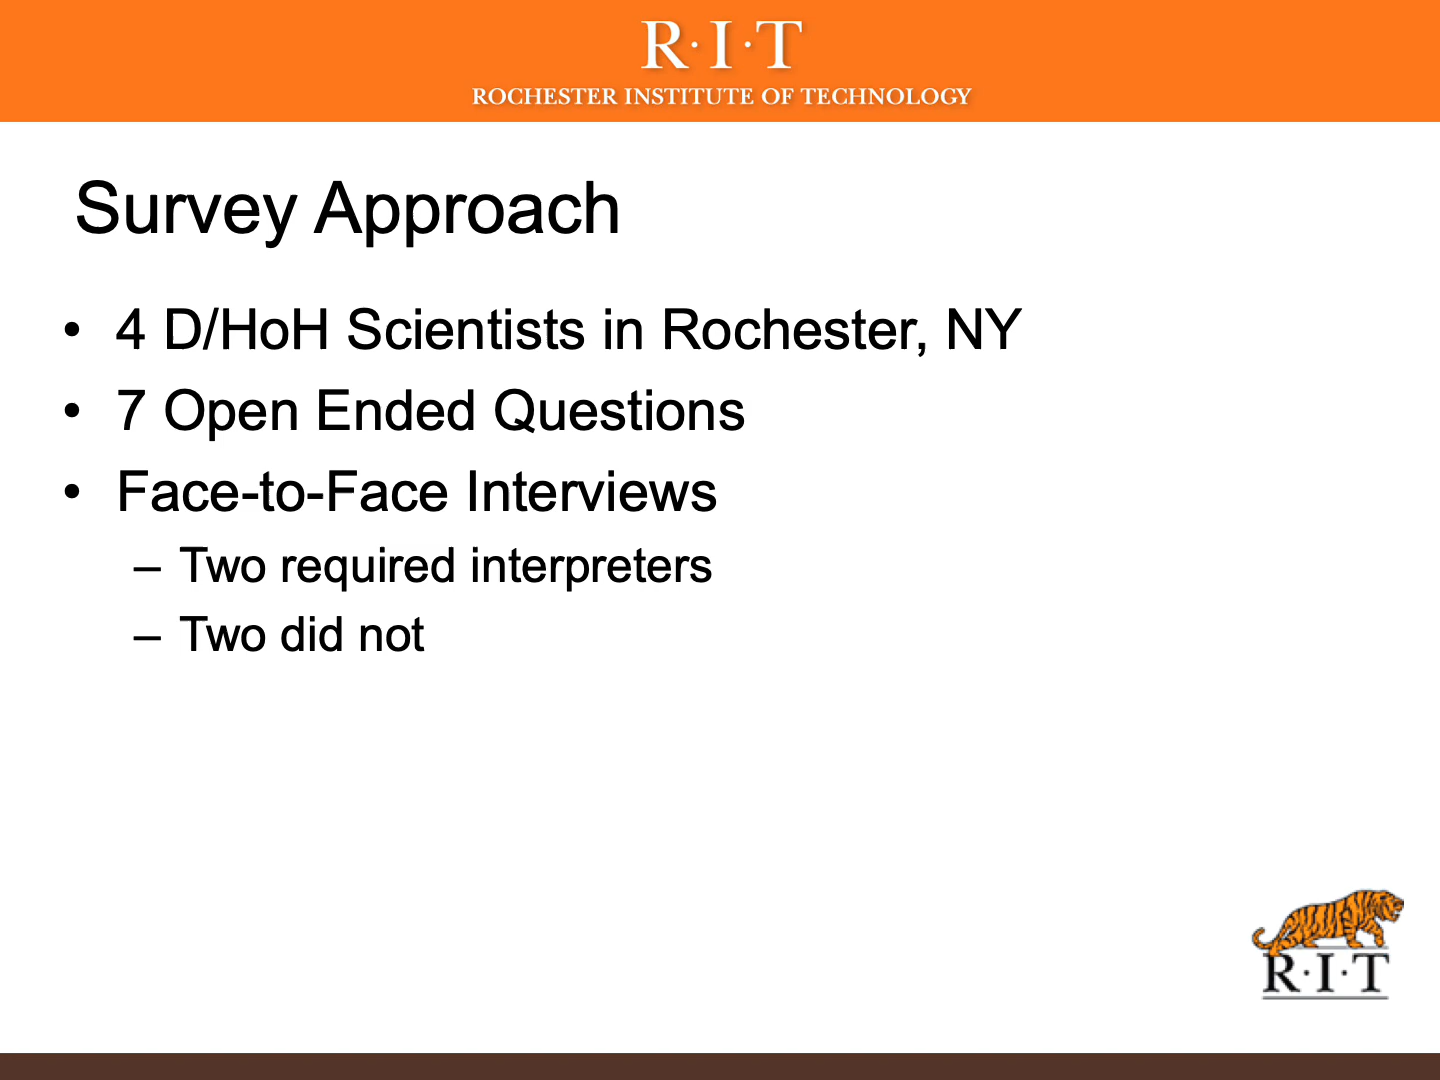 R·I·T
ROCHESTER INSTITUTE OF TECHNOLOGY
Survey Approach
• 4 D/HoH Scientists in Rochester, NY
• 7 Open Ended Questions
• Face-to-Face Interviews
– Two required interpreters
– Two did not
R·I·T